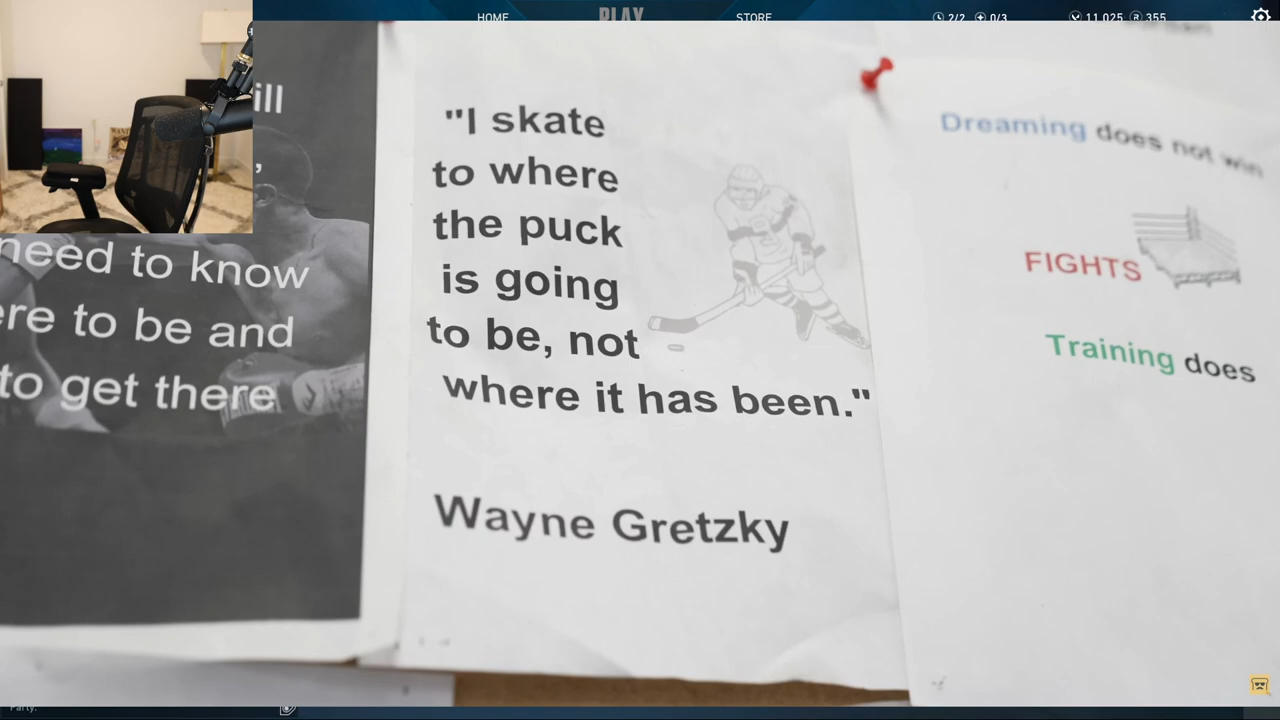 HOME
PLAY
STORE
2/2
0/3
11,025
355
ill
,
need to know
ere to be and
to get there
"I skate
to where
the puck
is going
to be, not
where it has been."
Wayne Gretzky
Dreaming does not win
FIGHTS
Training does
Party: